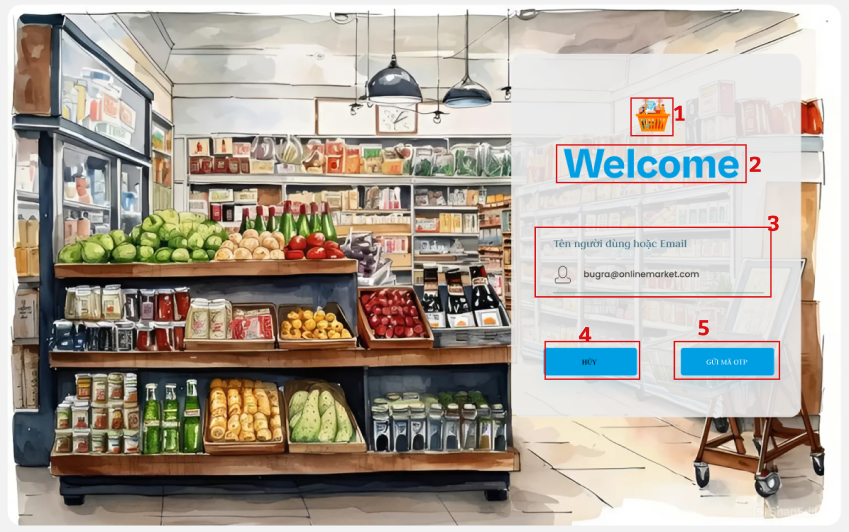 1
Welcome
2
3
Tên người dùng hoặc Email
bugra@onlinemarket.com
4
5
HỦY
GỬI MÃ OTP